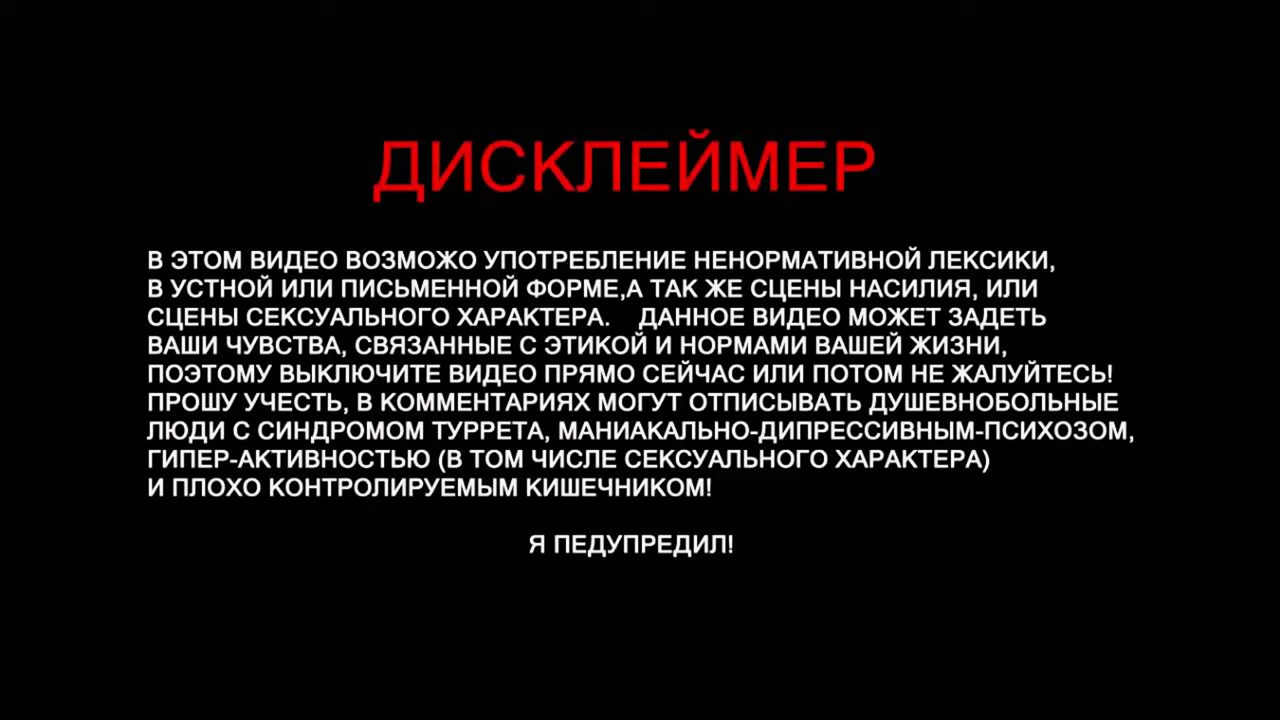 ДИСКЛЕЙМЕР
В ЭТОМ ВИДЕО ВОЗМОЖО УПОТРЕБЛЕНИЕ НЕНОРМАТИВНОЙ ЛЕКСИКИ,
В УСТНОЙ ИЛИ ПИСЬМЕННОЙ ФОРМЕ,А ТАК ЖЕ СЦЕНЫ НАСИЛИЯ, ИЛИ
СЦЕНЫ СЕКСУАЛЬНОГО ХАРАКТЕРА. ДАННОЕ ВИДЕО МОЖЕТ ЗАДЕТЬ
ВАШИ ЧУВСТВА, СВЯЗАННЫЕ С ЭТИКОЙ И НОРМАМИ ВАШЕЙ ЖИЗНИ,
ПОЭТОМУ ВЫКЛЮЧИТЕ ВИДЕО ПРЯМО СЕЙЧАС ИЛИ ПОТОМ НЕ ЖАЛУЙТЕСЬ!
ПРОШУ УЧЕСТЬ, В КОММЕНТАРИЯХ МОГУТ ОТПИСЫВАТЬ ДУШЕВНОБОЛЬНЫЕ
ЛЮДИ С СИНДРОМОМ ТУРРЕТА, МАНИАКАЛЬНО-ДИПРЕССИВНЫМ-ПСИХОЗОМ,
ГИПЕР-АКТИВНОСТЬЮ (В ТОМ ЧИСЛЕ СЕКСУАЛЬНОГО ХАРАКТЕРА)
И ПЛОХО КОНТРОЛИРУЕМЫМ КИШЕЧНИКОМ!
Я ПЕДУПРЕДИЛ!